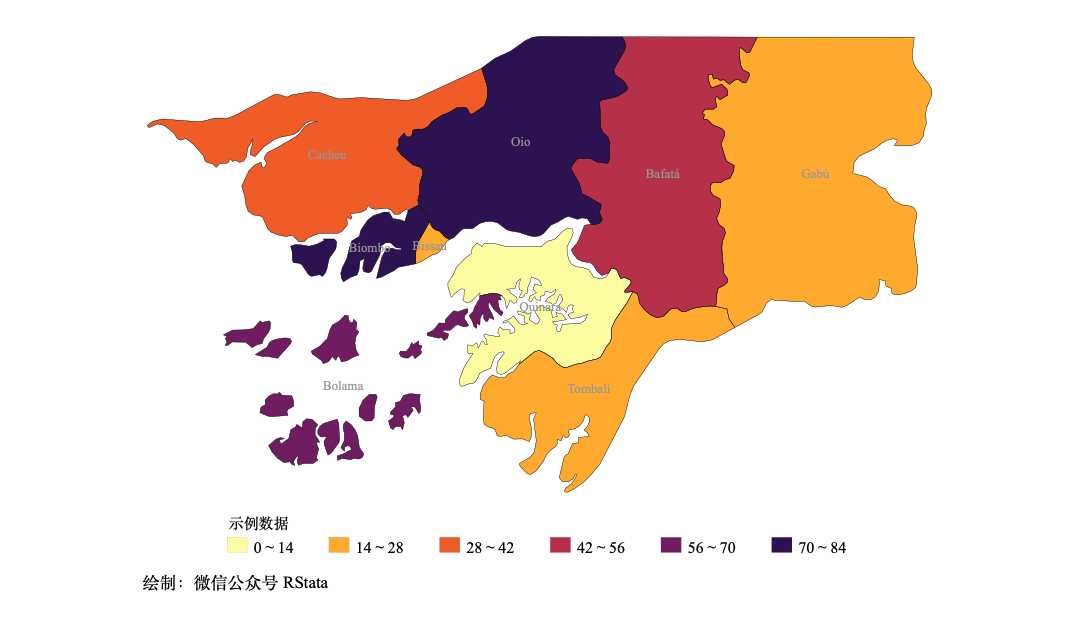 Oio
Cacheu
Bafatá
Gabú
Biombo
Bissau
Quinara
Bolama
Tombali
示例数据
0 ~ 14
14 ~ 28
28 ~ 42
42 ~ 56
56 ~ 70
70 ~ 84
绘制：微信公众号 RStata